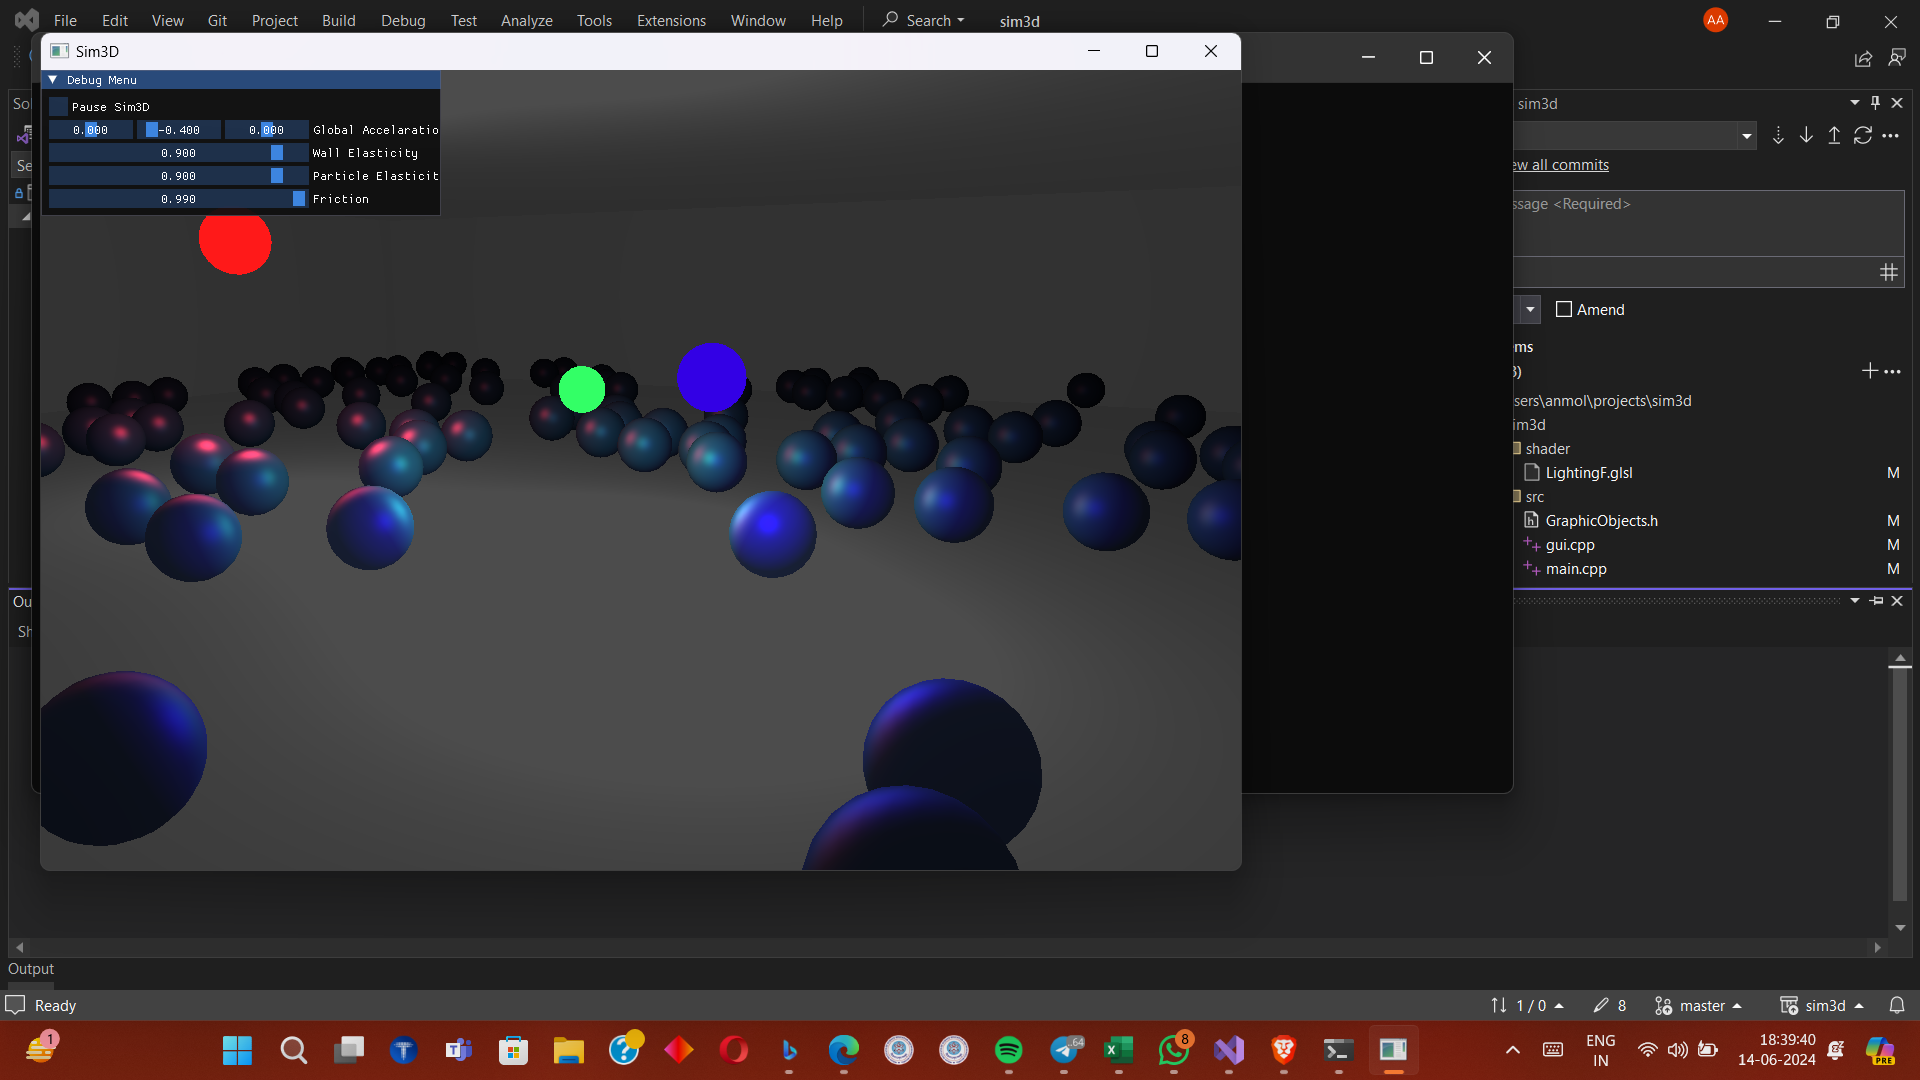 File Edit View Git Project Build Debug Test Analyze Tools Extensions Window Help Search sim3d AA
Sim3D
Debug Menu
Pause Sim3D
0.000 -0.400 0.000 Global Accelaratio
0.900 Wall Elasticity
0.900 Particle Elasticit
0.990 Friction
So
Se
sim3d
ew all commits
ssage <Required>
Amend
ms
3)
sers\anmol\projects\sim3d
im3d
shader
LightingF.glsl M
src
GraphicObjects.h M
gui.cpp M
main.cpp M
Ou
Sh
Output
Ready 1 / 0 8 master sim3d
1
.64
8
ENG
IN
18:39:40
14-06-2024
PRE